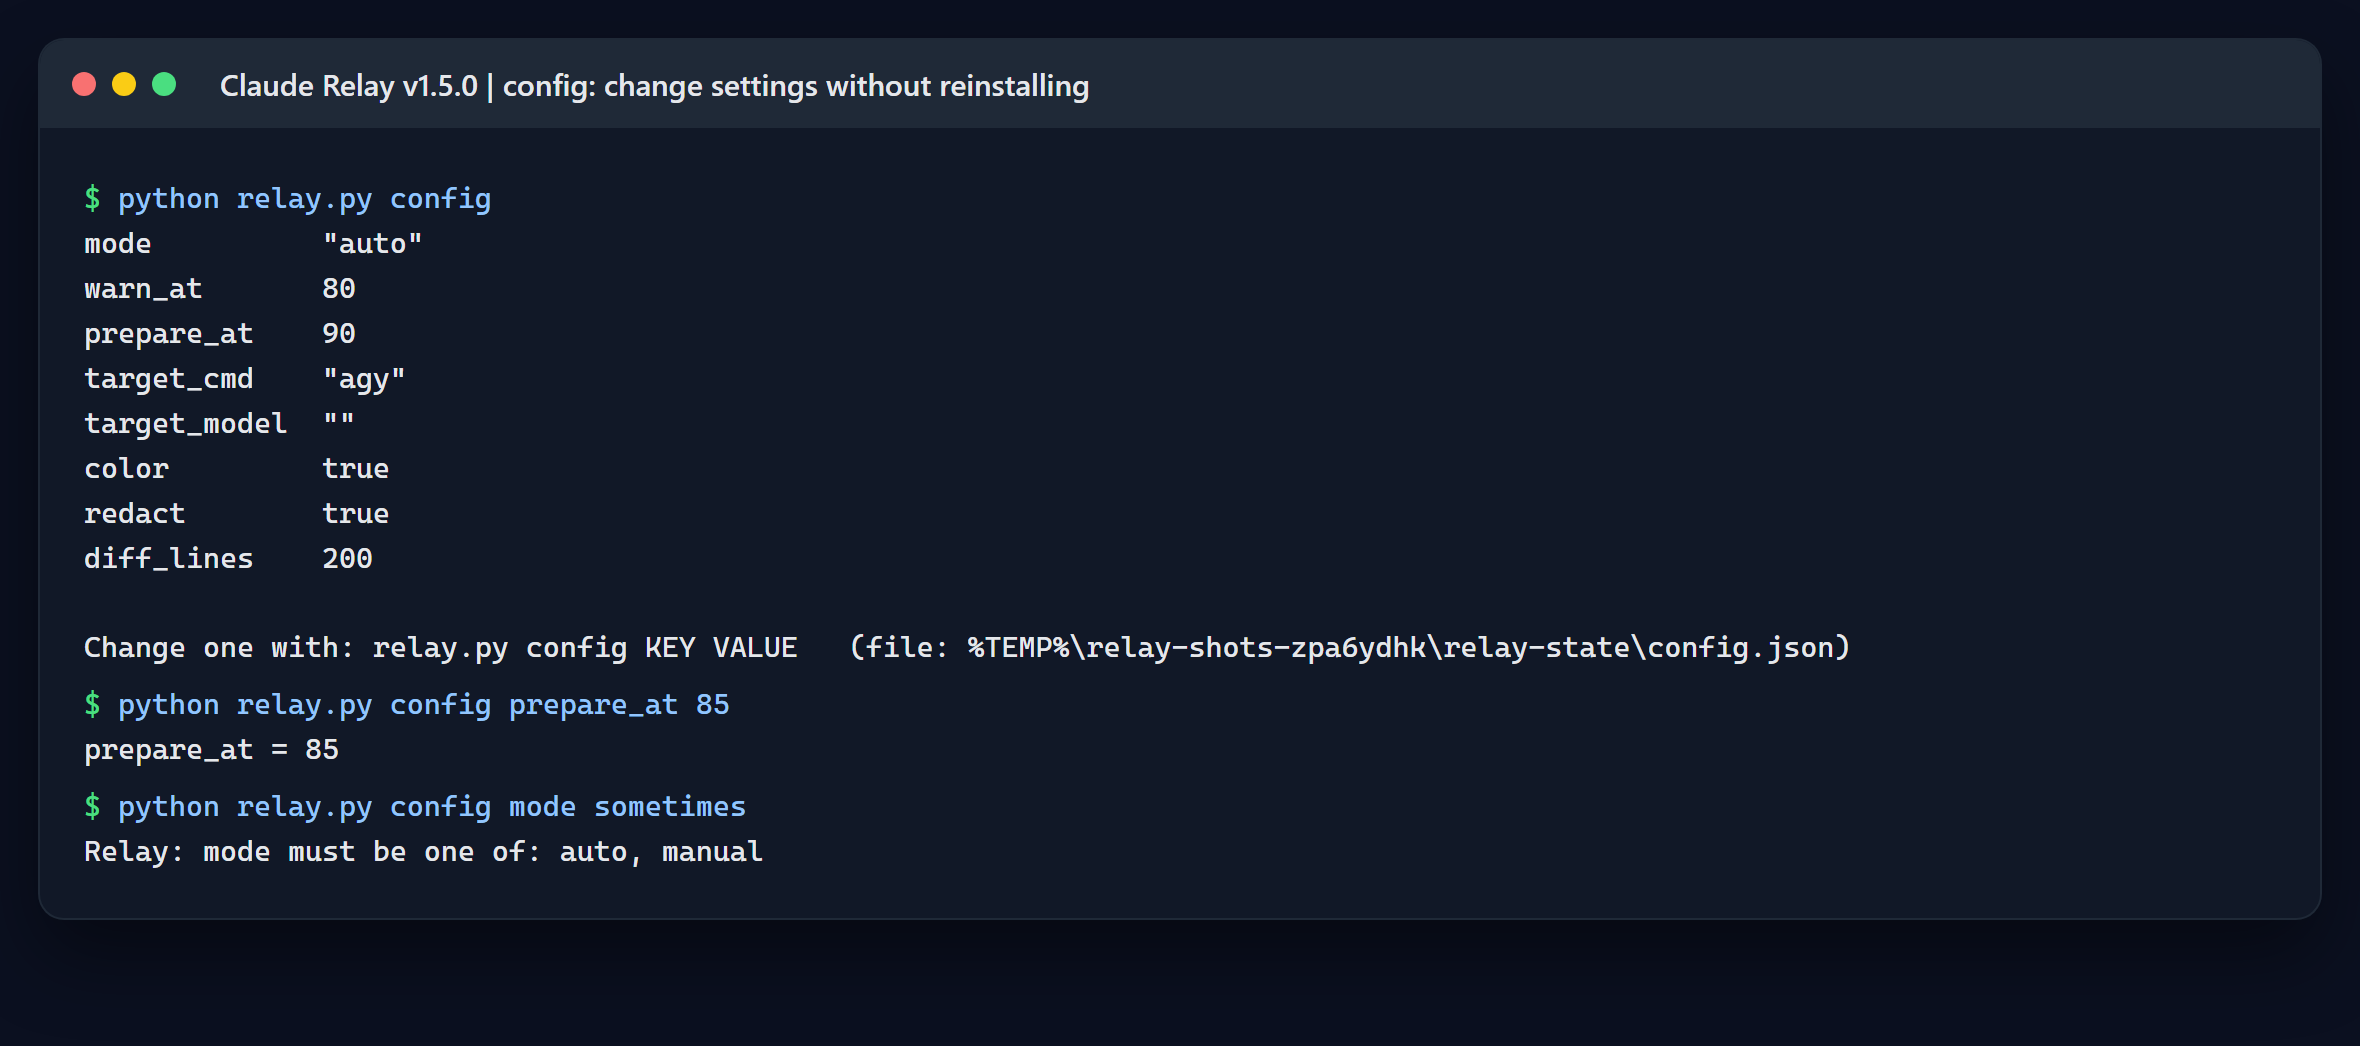 Claude Relay v1.5.0 | config: change settings without reinstalling
$ python relay.py config
mode          "auto"
warn_at       80
prepare_at    90
target_cmd    "agy"
target_model  ""
color         true
redact        true
diff_lines    200
Change one with: relay.py config KEY VALUE   (file: %TEMP%\relay-shots-zpa6ydhk\relay-state\config.json)
$ python relay.py config prepare_at 85
prepare_at = 85
$ python relay.py config mode sometimes
Relay: mode must be one of: auto, manual